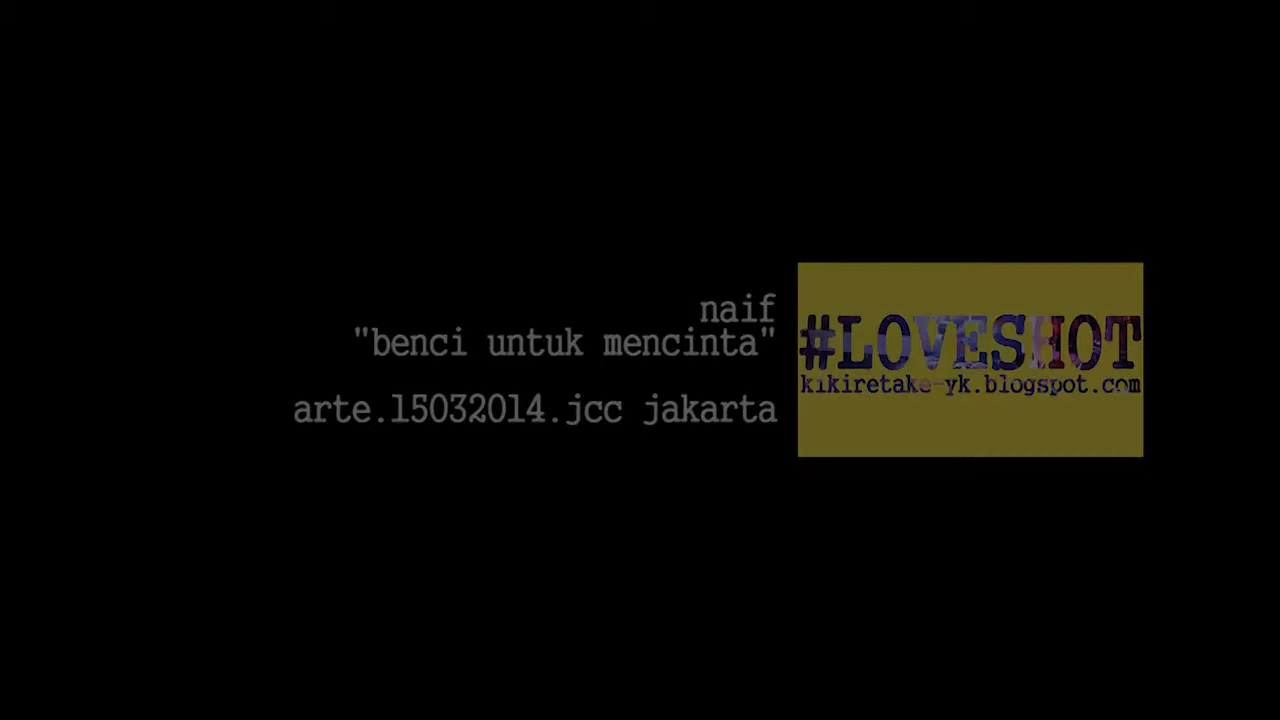 naif
"benci untuk mencinta"
arte.15032014.jcc jakarta
#LOVESHOT
kikiretake-yk.blogspot.com